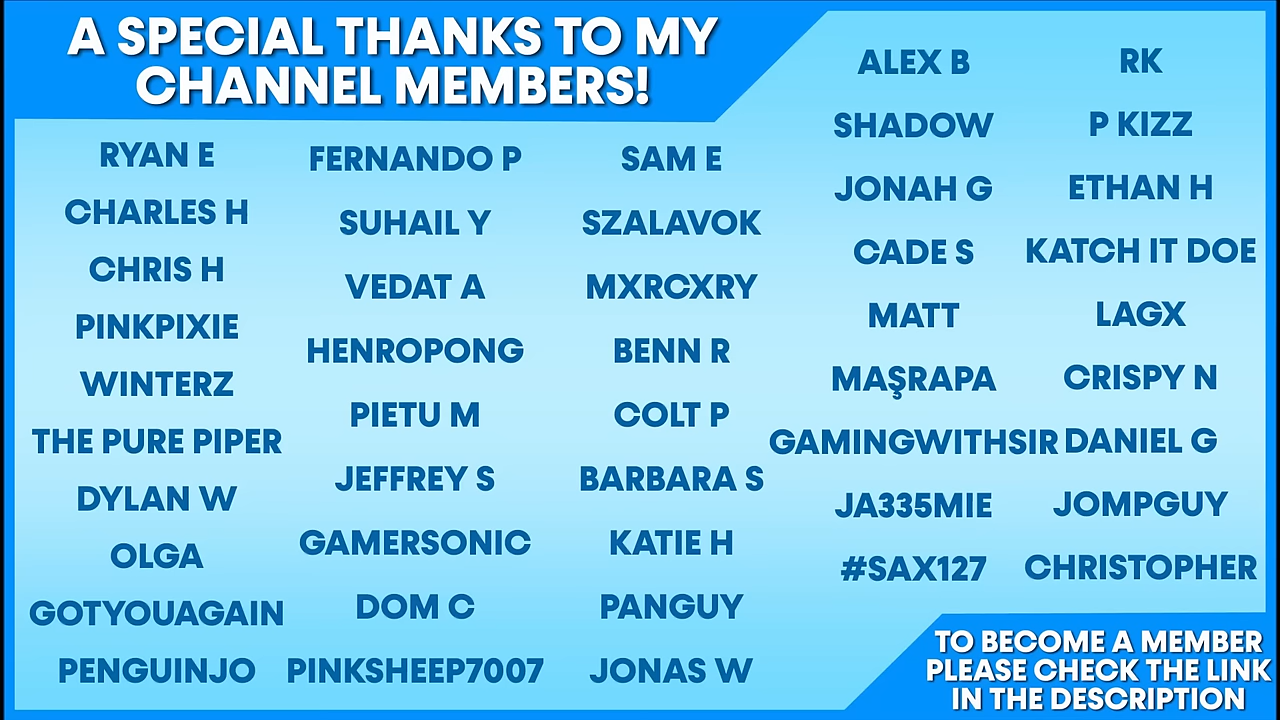 A SPECIAL THANKS TO MY
CHANNEL MEMBERS!
RYAN E
CHARLES H
CHRIS H
PINKPIXIE
WINTERZ
THE PURE PIPER
DYLAN W
OLGA
GOTYOUAGAIN
PENGUINJO
FERNANDO P
SUHAIL Y
VEDAT A
HENROPONG
PIETU M
JEFFREY S
GAMERSONIC
DOM C
PINKSHEEP7007
SAM E
SZALAVOK
MXRCXRY
BENN R
COLT P
BARBARA S
KATIE H
PANGUY
JONAS W
ALEX B
SHADOW
JONAH G
CADE S
MATT
MAŞRAPA
GAMINGWITHSIR
JA335MIE
#SAX127
RK
P KIZZ
ETHAN H
KATCH IT DOE
LAGX
CRISPY N
DANIEL G
JOMPGUY
CHRISTOPHER
TO BECOME A MEMBER
PLEASE CHECK THE LINK
IN THE DESCRIPTION